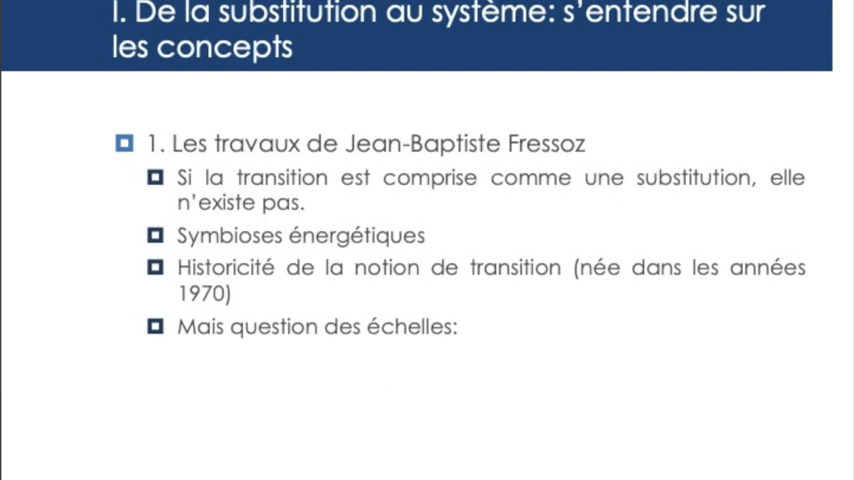 I. De la substitution au système: s’entendre sur
les concepts
1. Les travaux de Jean-Baptiste Fressoz
Si la transition est comprise comme une substitution, elle
n’existe pas.
Symbioses énergétiques
Historicité de la notion de transition (née dans les années
1970)
Mais question des échelles: